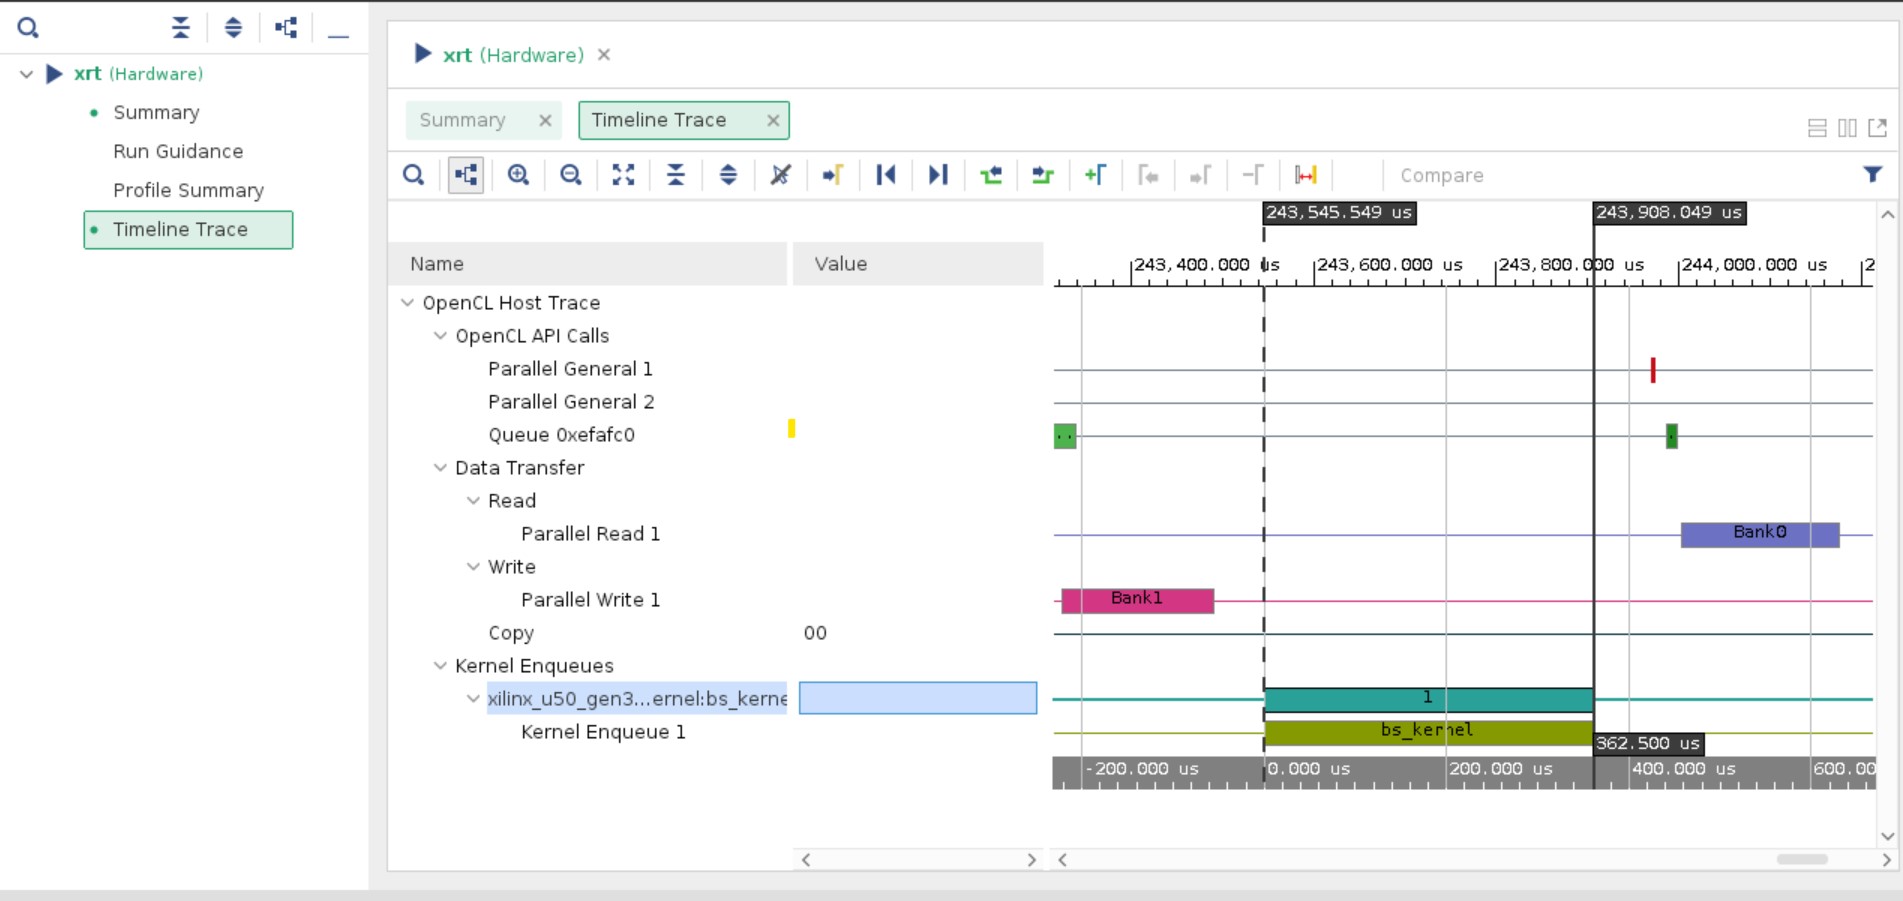 xrt (Hardware)
Summary
Run Guidance
Profile Summary
Timeline Trace
xrt (Hardware)
Summary
Timeline Trace
Compare
243,545.549 us
243,908.049 us
Name
Value
243,400.000 us
243,600.000 us
243,800.000 us
244,000.000 us
2
OpenCL Host Trace
OpenCL API Calls
Parallel General 1
Parallel General 2
Queue 0xefafc0
Data Transfer
Read
Parallel Read 1
Bank0
Write
Parallel Write 1
Bank1
Copy
00
Kernel Enqueues
xilinx_u50_gen3...ernel:bs_kerne
1
Kernel Enqueue 1
bs_kernel
362.500 us
-200.000 us
0.000 us
200.000 us
400.000 us
600.00